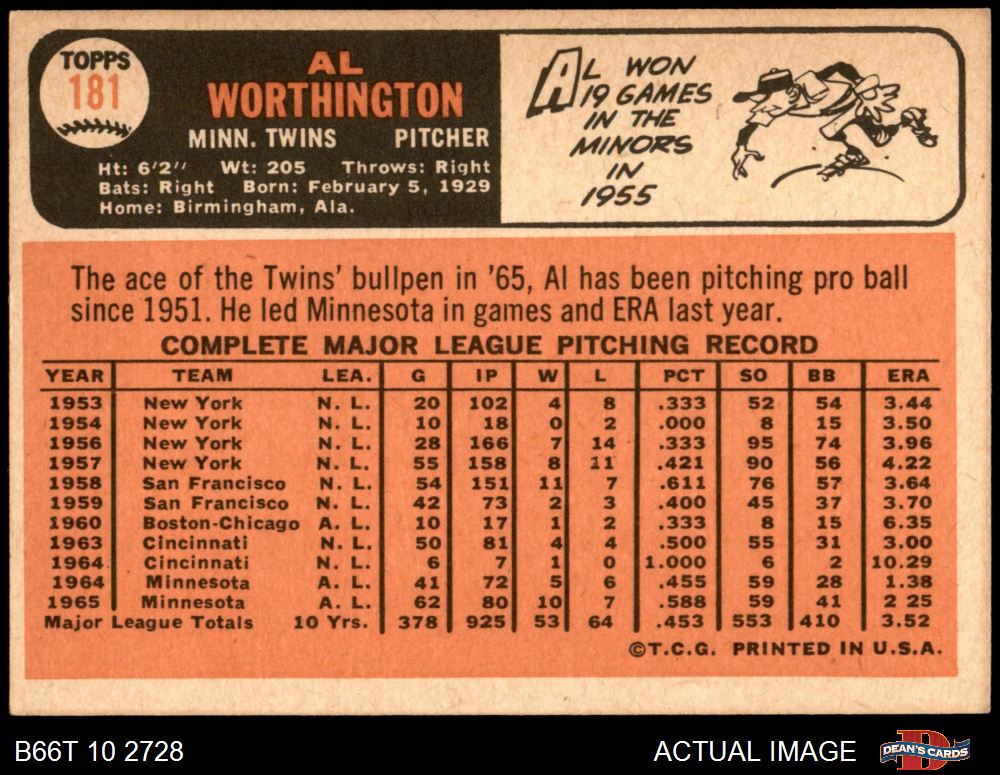 TOPPS
181
AL
WORTHINGTON
MINN. TWINS PITCHER
Ht: 6'2" Wt: 205 Throws: Right
Bats: Right Born: February 5, 1929
Home: Birmingham, Ala.
AL WON
19 GAMES
IN THE
MINORS
IN
1955
The ace of the Twins' bullpen in '65, Al has been pitching pro ball
since 1951. He led Minnesota in games and ERA last year.
COMPLETE MAJOR LEAGUE PITCHING RECORD
YEAR TEAM LEA. G IP W L PCT SO BB ERA
1953 New York N. L. 20 102 4 8 .333 52 54 3.44
1954 New York N. L. 10 18 0 2 .000 8 15 3.50
1956 New York N. L. 28 166 7 14 .333 95 74 3.96
1957 New York N. L. 55 158 8 11 .421 90 56 4.22
1958 San Francisco N. L. 54 151 11 7 .611 76 57 3.64
1959 San Francisco N. L. 42 73 2 3 .400 45 37 3.70
1960 Boston-Chicago A. L. 10 17 1 2 .333 8 15 6.35
1963 Cincinnati N. L. 50 81 4 4 .500 55 31 3.00
1964 Cincinnati N. L. 6 7 1 0 1.000 6 2 10.29
1964 Minnesota A. L. 41 72 5 6 .455 59 28 1.38
1965 Minnesota A. L. 62 80 10 7 .588 59 41 2 25
Major League Totals 10 Yrs. 378 925 53 64 .453 553 410 3.52
©T.C.G. PRINTED IN U.S.A.
B66T 10 2728 ACTUAL IMAGE DEAN'S CARDS